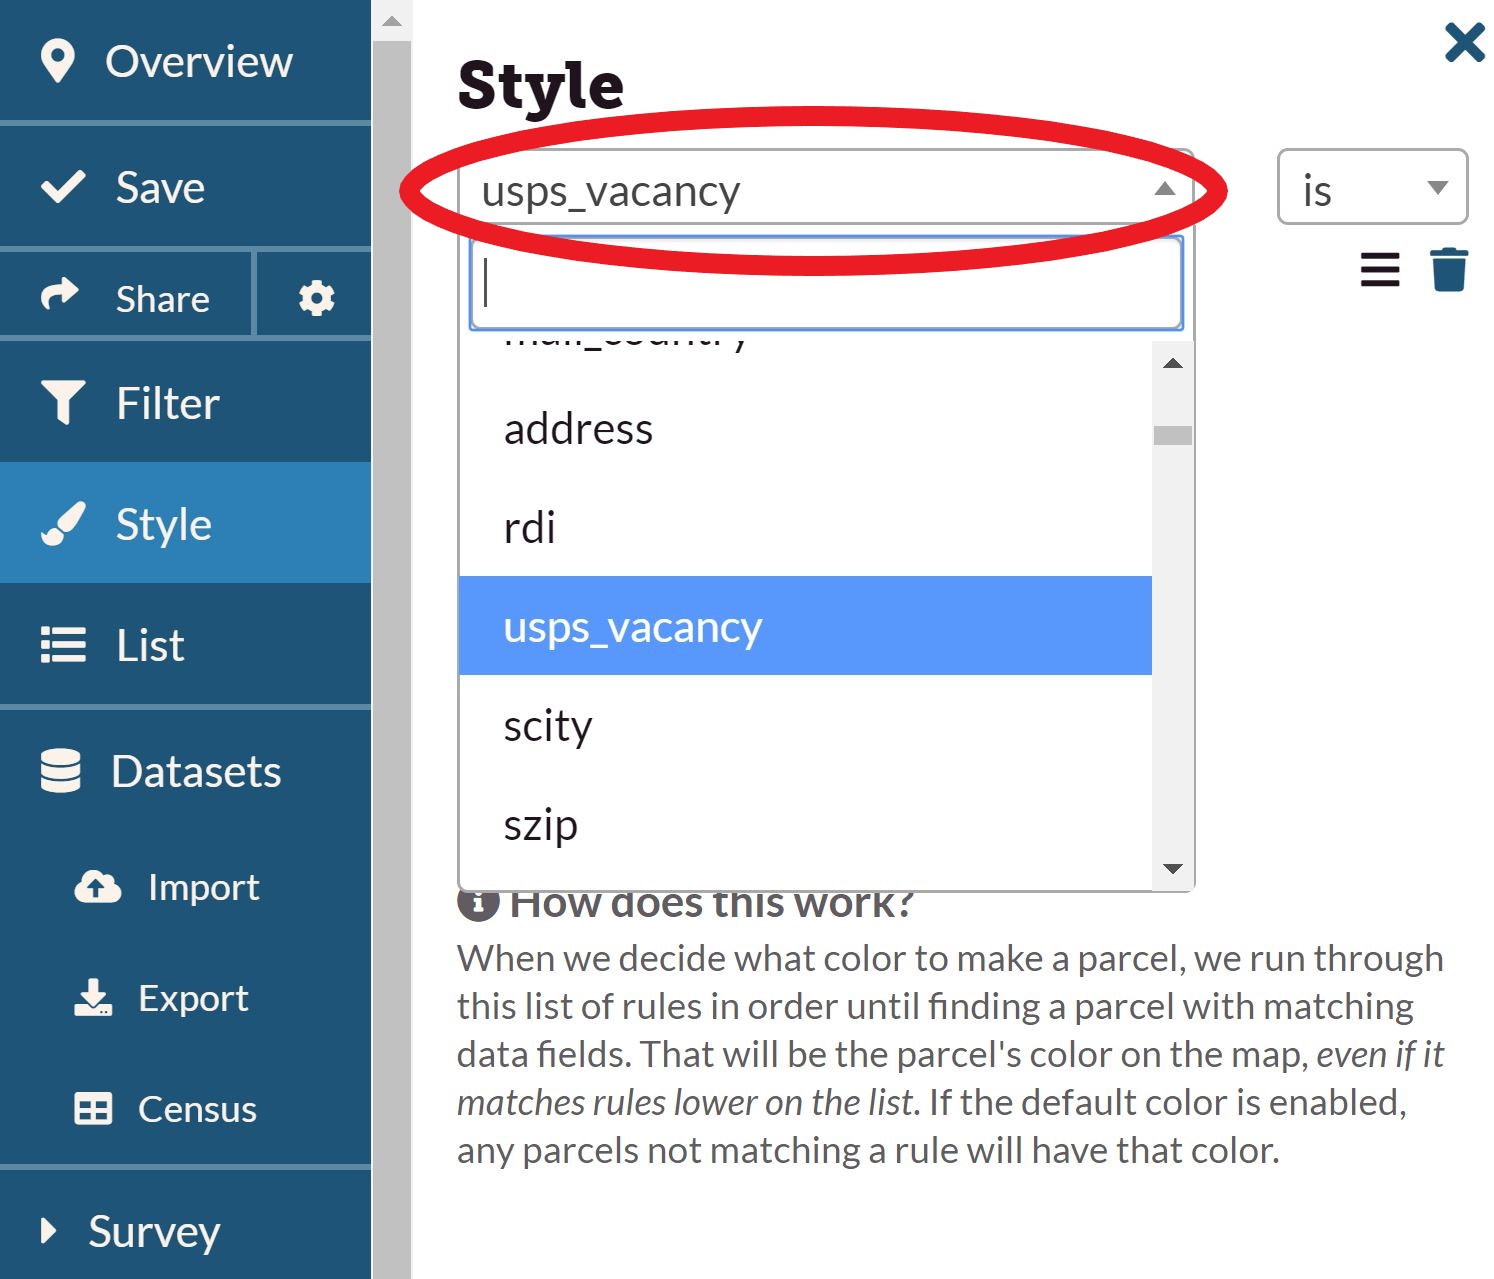 Overview
Save
Share
Filter
Style
List
Datasets
Import
Export
Census
Survey
Style
usps_vacancy
is
mail_country
address
rdi
usps_vacancy
scity
szip
How does this work?
When we decide what color to make a parcel, we run through
this list of rules in order until finding a parcel with matching
data fields. That will be the parcel's color on the map, even if it
matches rules lower on the list. If the default color is enabled,
any parcels not matching a rule will have that color.